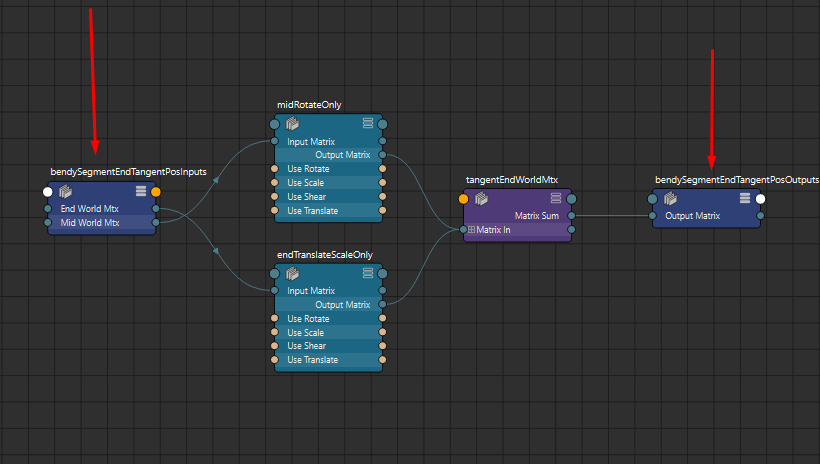 bendySegmentEndTangentPosInputs
End World Mtx
Mid World Mtx
midRotateOnly
Input Matrix
Output Matrix
Use Rotate
Use Scale
Use Shear
Use Translate
endTranslateScaleOnly
Input Matrix
Output Matrix
Use Rotate
Use Scale
Use Shear
Use Translate
tangentEndWorldMtx
Matrix Sum
Matrix In
bendySegmentEndTangentPosOutputs
Output Matrix